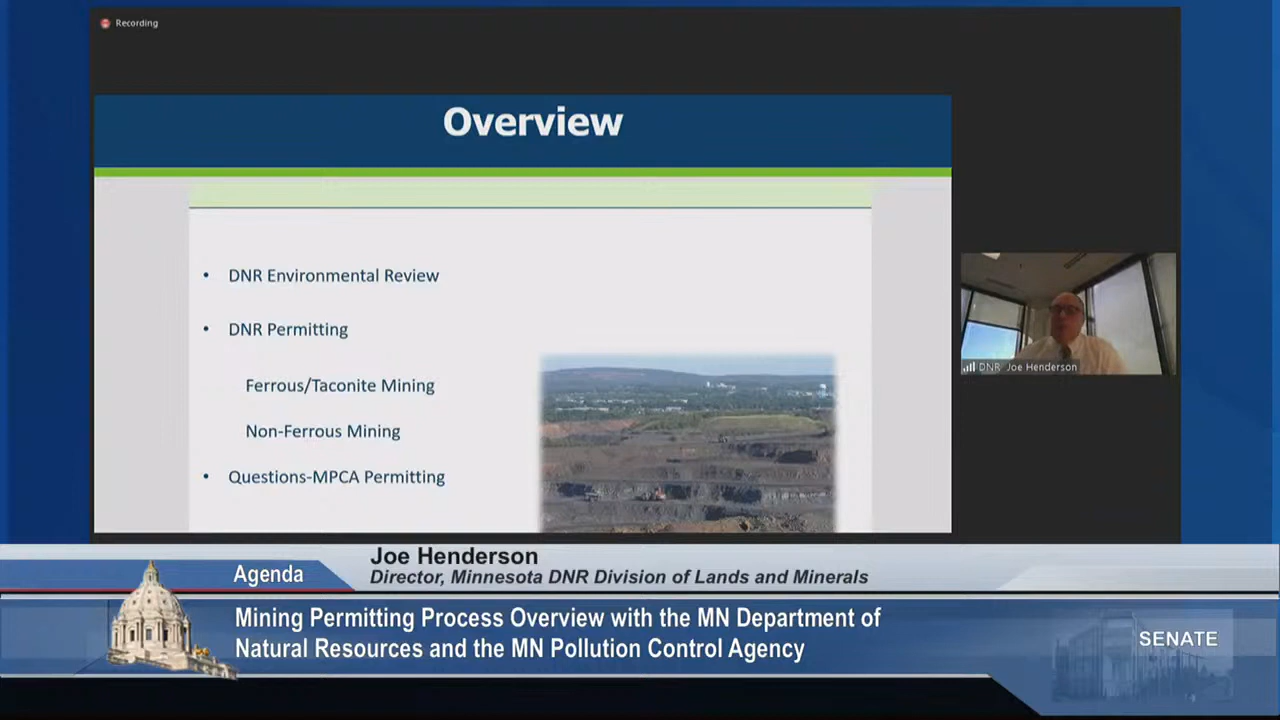 Recording
Overview
• DNR Environmental Review
• DNR Permitting
Ferrous/Taconite Mining
Non-Ferrous Mining
• Questions-MPCA Permitting
DNR Joe Henderson
Joe Henderson
Director, Minnesota DNR Division of Lands and Minerals
Agenda
Mining Permitting Process Overview with the MN Department of
Natural Resources and the MN Pollution Control Agency
SENATE